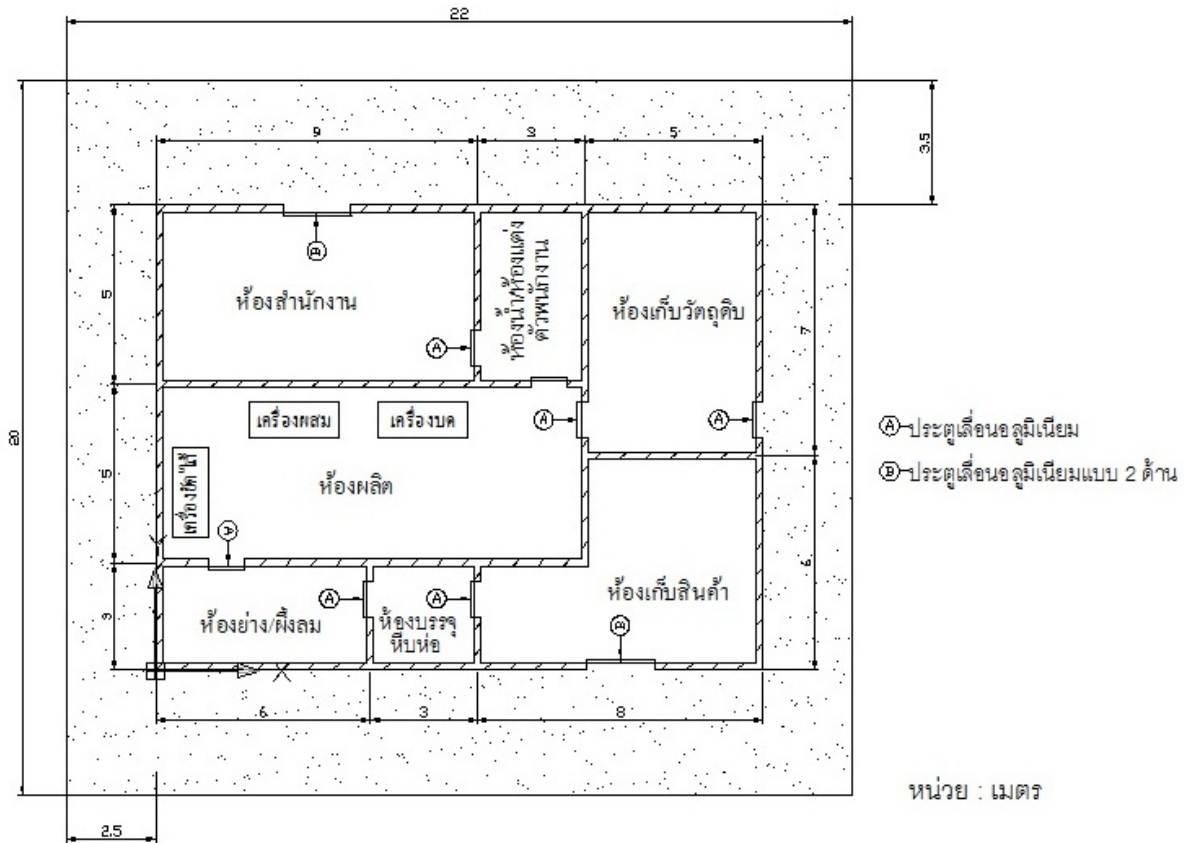 22
3.5
9
3
5
5
B
ห้องสำนักงาน
A
ห้องน้ำ/ห้องแต่ง
ตัวพนักงาน
ห้องเก็บวัตถุดิบ
7
20
เครื่องผสม
เครื่องบด
A
A
A ประตูเลื่อนอลูมิเนียม
B ประตูเลื่อนอลูมิเนียมแบบ 2 ด้าน
5
เครื่องอัดไส้
ห้องผลิต
A
Y
3
ห้องย่าง/ผึ่งลม
A
A
ห้องบรรจุ
หีบห่อ
ห้องเก็บสินค้า
B
6
X
6
3
8
หน่วย : เมตร
2.5